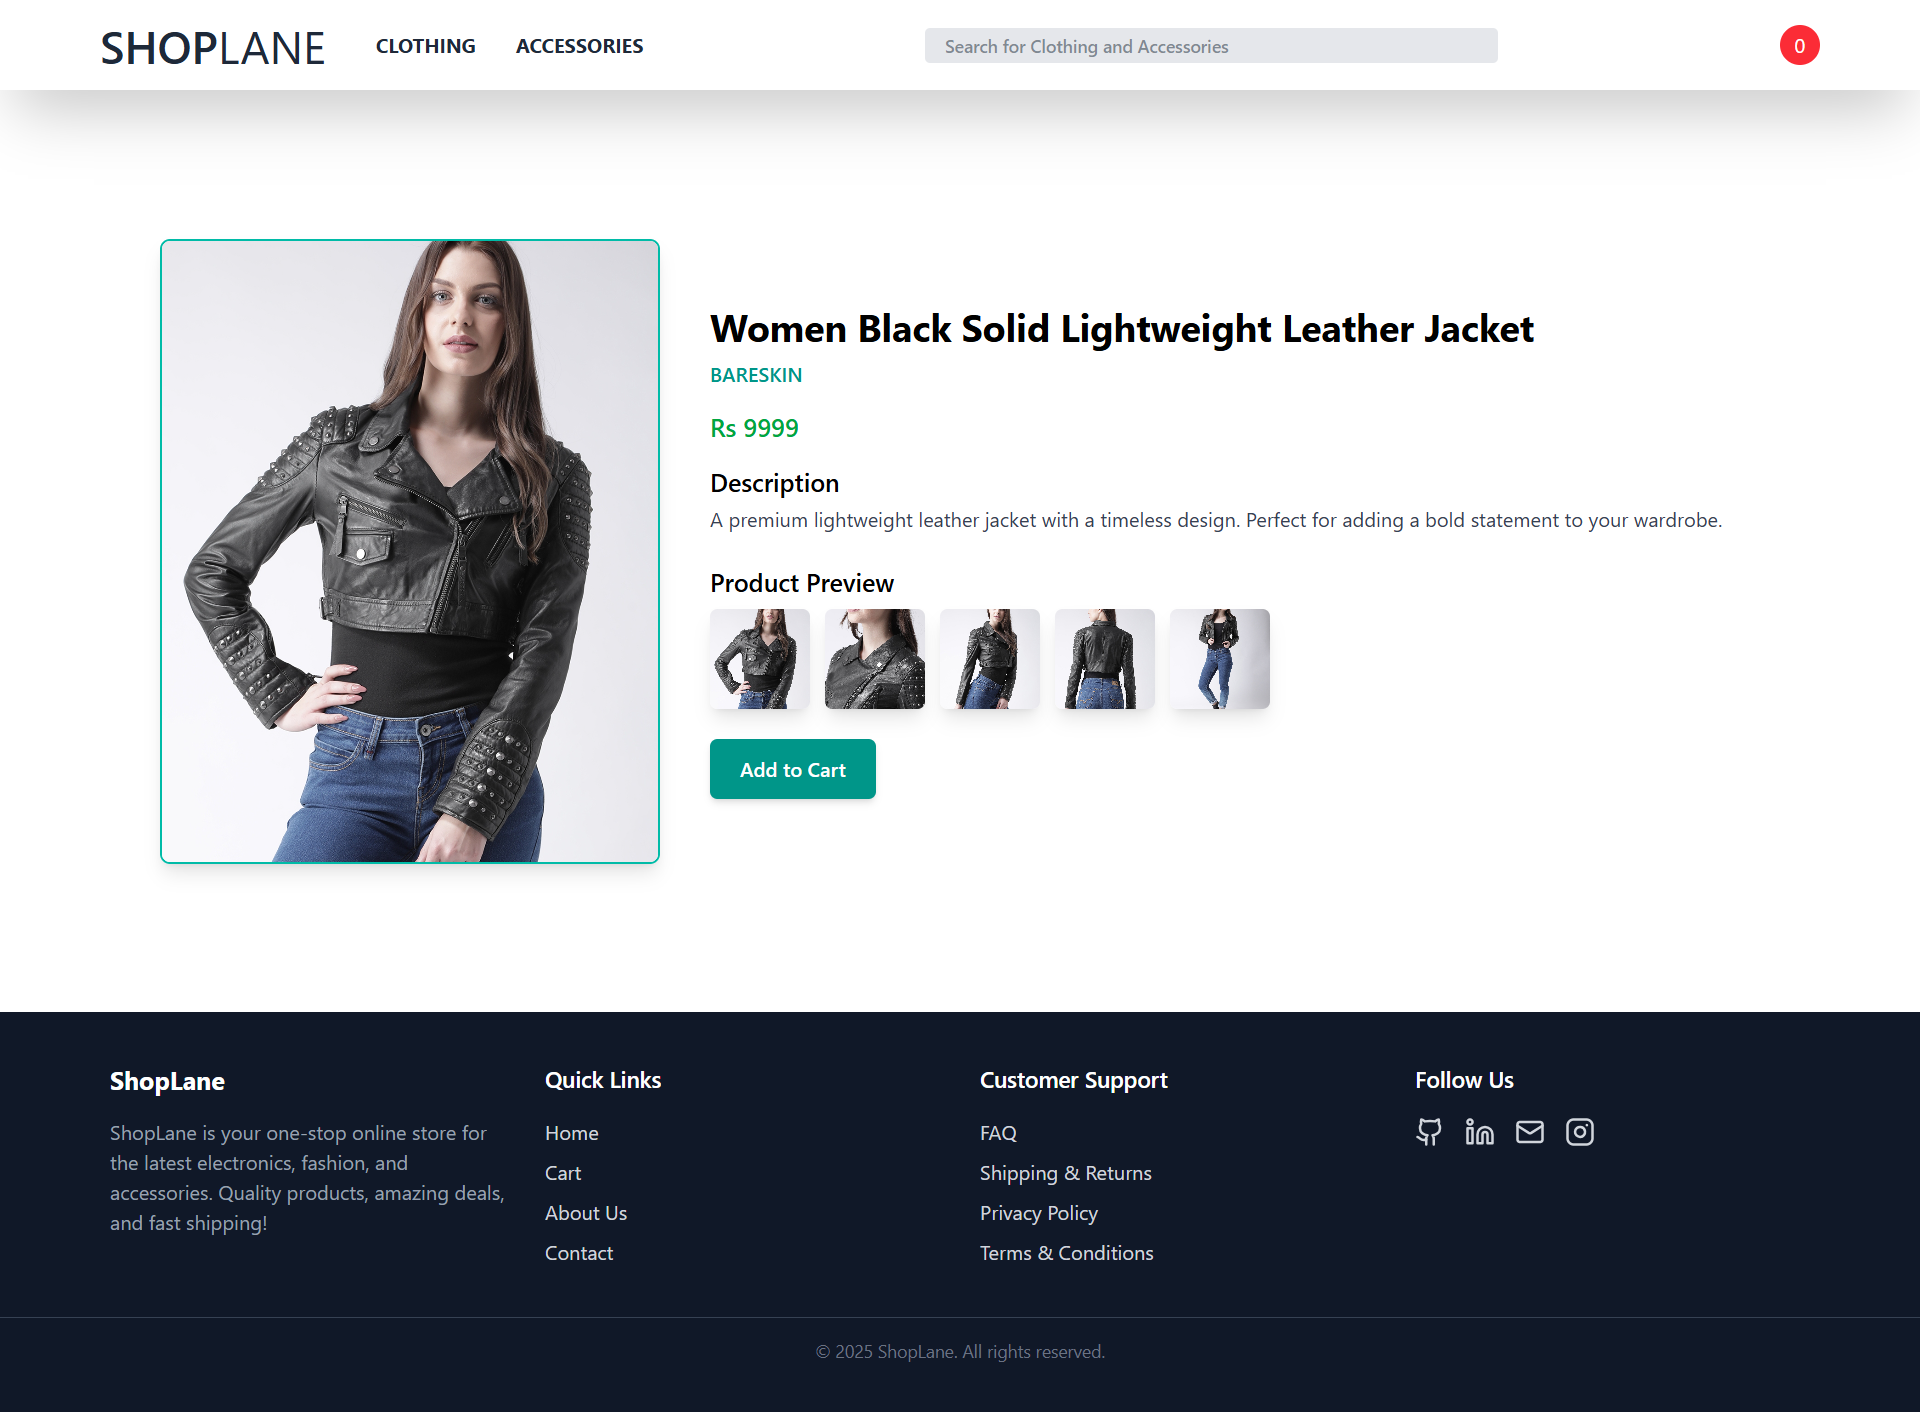 SHOPLANE
CLOTHING
ACCESSORIES
Search for Clothing and Accessories
0
Women Black Solid Lightweight Leather Jacket
BARESKIN
Rs 9999
Description
A premium lightweight leather jacket with a timeless design. Perfect for adding a bold statement to your wardrobe.
Product Preview
Add to Cart
ShopLane
ShopLane is your one-stop online store for
the latest electronics, fashion, and
accessories. Quality products, amazing deals,
and fast shipping!
Quick Links
Home
Cart
About Us
Contact
Customer Support
FAQ
Shipping & Returns
Privacy Policy
Terms & Conditions
Follow Us
© 2025 ShopLane. All rights reserved.